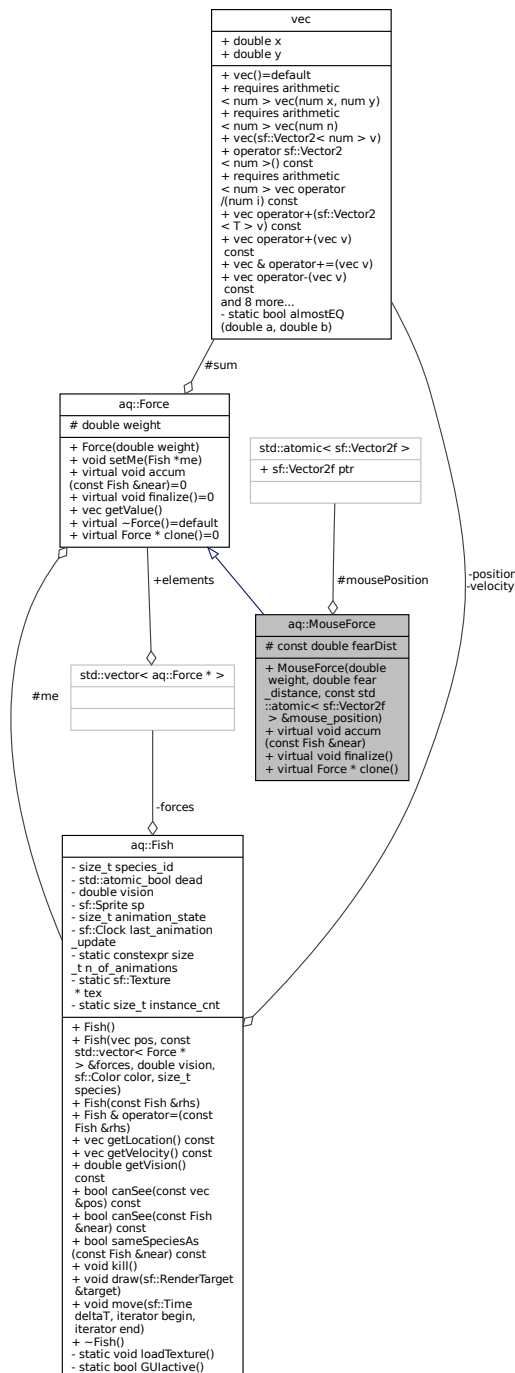 vec
+ double x
+ double y
+ vec()=default
+ requires arithmetic
< num > vec(num x, num y)
+ requires arithmetic
< num > vec(num n)
+ vec(sf::Vector2< num > v)
+ operator sf::Vector2
< num >() const
+ requires arithmetic
< num > vec operator
/(num i) const
+ vec operator+(sf::Vector2
< T > v) const
+ vec operator+(vec v)
const
+ vec & operator+=(vec v)
+ vec operator-(vec v)
const
and 8 more...
- static bool almostEQ
(double a, double b)
#sum
aq::Force
# double weight
+ Force(double weight)
+ void setMe(Fish *me)
+ virtual void accum
(const Fish &near)=0
+ virtual void finalize()=0
+ vec getValue()
+ virtual ~Force()=default
+ virtual Force * clone()=0
std::atomic< sf::Vector2f >
+ sf::Vector2f ptr
+elements
#mousePosition
-position
-velocity
aq::MouseForce
# const double fearDist
+ MouseForce(double
weight, double fear
_distance, const std
::atomic< sf::Vector2f
> &mouse_position)
+ virtual void accum
(const Fish &near)
+ virtual void finalize()
+ virtual Force * clone()
std::vector< aq::Force * >
#me
-forces
aq::Fish
- size_t species_id
- std::atomic_bool dead
- double vision
- sf::Sprite sp
- size_t animation_state
- sf::Clock last_animation
_update
- static constexpr size
_t n_of_animations
- static sf::Texture
* tex
- static size_t instance_cnt
+ Fish()
+ Fish(vec pos, const
std::vector< Force *
> &forces, double vision,
sf::Color color, size_t
species)
+ Fish(const Fish &rhs)
+ Fish & operator=(const
Fish &rhs)
+ vec getLocation() const
+ vec getVelocity() const
+ double getVision()
const
+ bool canSee(const vec
&pos) const
+ bool canSee(const Fish
&near) const
+ bool sameSpeciesAs
(const Fish &near) const
+ void kill()
+ void draw(sf::RenderTarget
&target)
+ void move(sf::Time
deltaT, iterator begin,
iterator end)
+ ~Fish()
- static void loadTexture()
- static bool GUIactive()